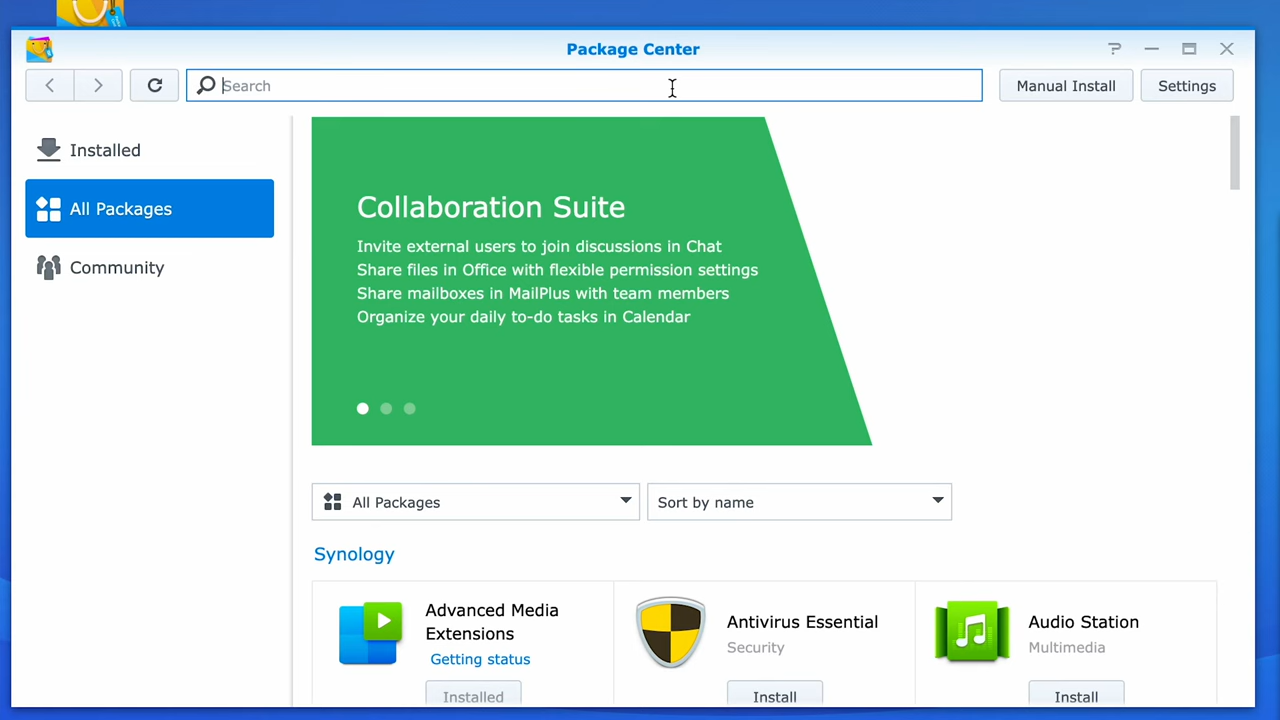 Package Center
Search
Manual Install
Settings
Installed
All Packages
Community
Collaboration Suite
Invite external users to join discussions in Chat
Share files in Office with flexible permission settings
Share mailboxes in MailPlus with team members
Organize your daily to-do tasks in Calendar
All Packages
Sort by name
Synology
Advanced Media
Extensions
Getting status
Installed
Antivirus Essential
Security
Install
Audio Station
Multimedia
Install